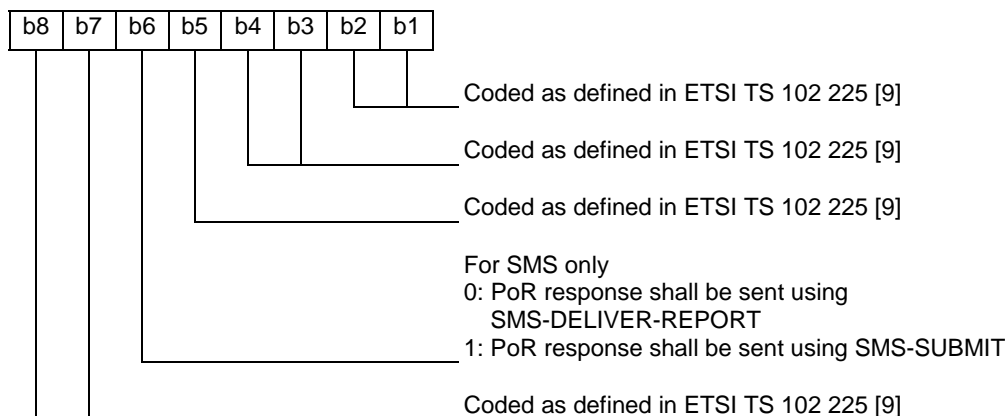 b8 b7 b6 b5 b4 b3 b2 b1
Coded as defined in ETSI TS 102 225 [9]
Coded as defined in ETSI TS 102 225 [9]
Coded as defined in ETSI TS 102 225 [9]
For SMS only
0: PoR response shall be sent using
SMS-DELIVER-REPORT
1: PoR response shall be sent using SMS-SUBMIT
Coded as defined in ETSI TS 102 225 [9]